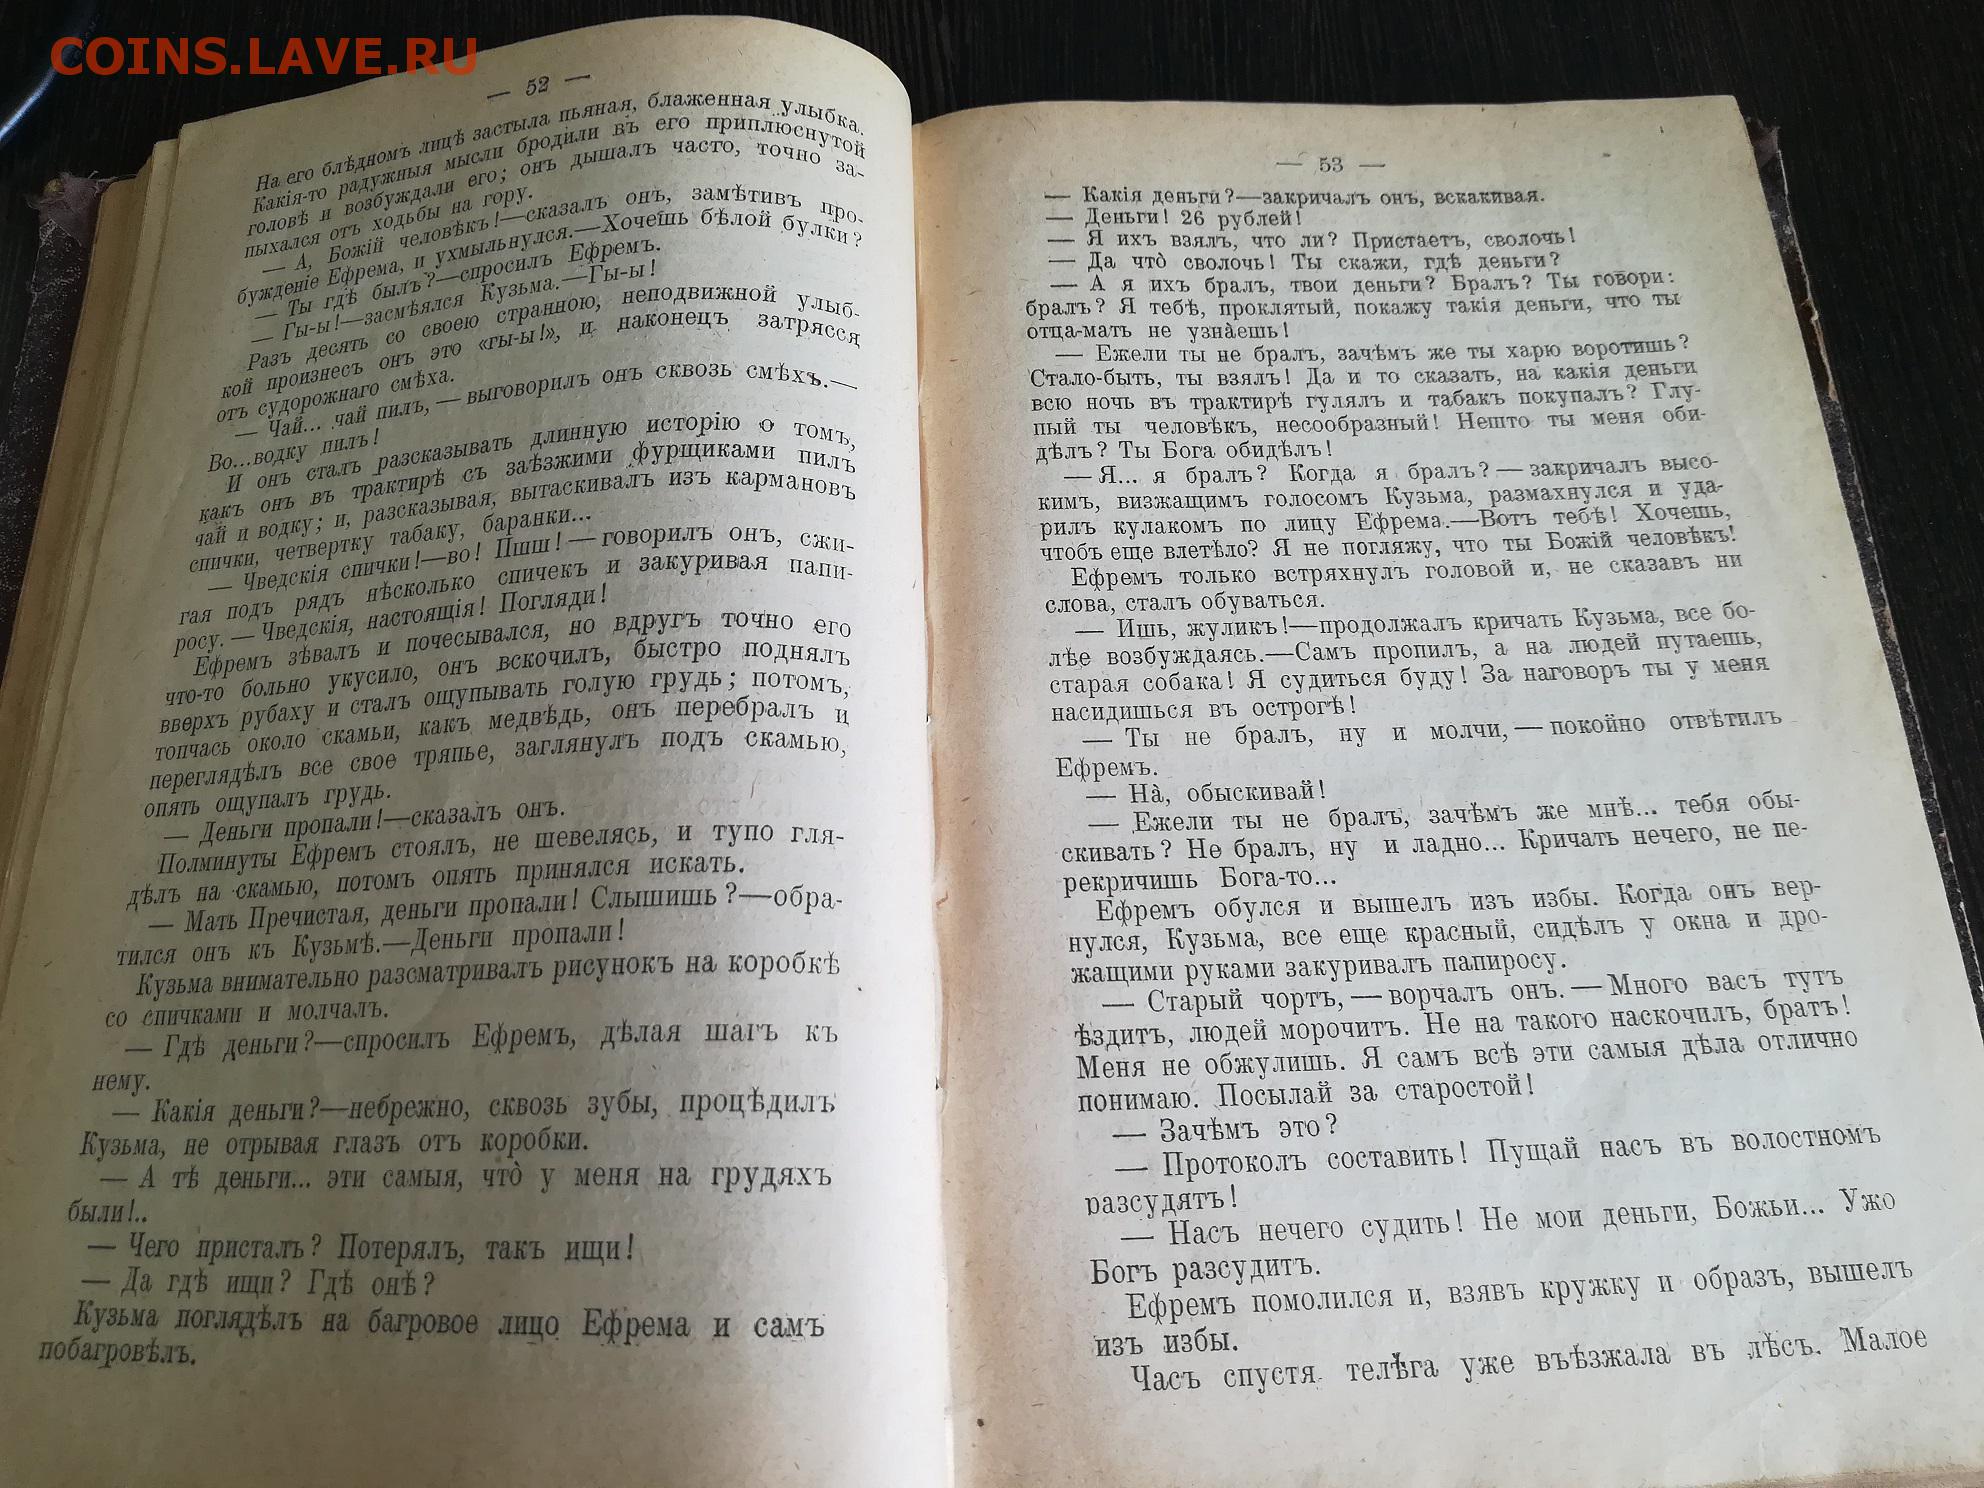 COINS.LAVE.RU
— 52 —
На его блѣдномъ лицѣ застыла пьяная, блаженная улыбка.
Какія-то радужныя мысли бродили въ его приплюснутой
головѣ и возбуждали его; онъ дышалъ часто, точно за-
пыхался отъ ходьбы на гору.
— А, Божій человѣкъ!—сказалъ онъ, замѣтивъ про-
бужденіе Ефрема, и ухмыльнулся.—Хочешь бѣлой булки?
— Ты гдѣ былъ?—спросилъ Ефремъ.
— Гы-ы!—засмѣялся Кузьма.—Гы-ы!
Разъ десять со своею странною, неподвижной улыб-
кой произнесъ онъ это «гы-ы!», и наконецъ затрясся
отъ судорожнаго смѣха.
— Чай... чай пилъ, — выговорилъ онъ сквозь смѣхъ.—
Во...водку пилъ!
И онъ сталъ разсказывать длинную исторію о томъ,
какъ онъ въ трактирѣ съ заѣзжими фурщиками пилъ
чай и водку; и, разсказывая, вытаскивалъ изъ кармановъ
спички, четвертку табаку, баранки...
— Чведскія спички!—во! Пшш! — говорилъ онъ, сжи-
гая подъ рядъ нѣсколько спичекъ и закуривая папи-
росу. — Чведскія, настоящія! Погляди!
Ефремъ зѣвалъ и почесывался, но вдругъ точно его
что-то больно укусило, онъ вскочилъ, быстро поднялъ
вверхъ рубаху и сталъ ощупывать голую грудь; потомъ,
топчась около скамьи, какъ медвѣдь, онъ перебралъ и
переглядѣлъ все свое тряпье, заглянулъ подъ скамью,
опять ощупалъ грудь.
— Деньги пропали!—сказалъ онъ.
Полминуты Ефремъ стоялъ, не шевелясь, и тупо гля-
дѣлъ на скамью, потомъ опять принялся искать.
— Мать Пречистая, деньги пропали! Слышишь?—обра-
тился онъ къ Кузьмѣ.—Деньги пропали!
Кузьма внимательно разсматривалъ рисунокъ на коробкѣ
со спичками и молчалъ.
— Гдѣ деньги?—спросилъ Ефремъ, дѣлая шагъ къ
нему.
— Какія деньги?—небрежно, сквозь зубы, процѣдилъ
Кузьма, не отрывая глазъ отъ коробки.
— А тѣ деньги... эти самыя, что̀ у меня на грудяхъ
были!..
— Чего присталъ? Потерялъ, такъ ищи!
— Да гдѣ ищи? Гдѣ онѣ?
Кузьма поглядѣлъ на багровое лицо Ефрема и самъ
побагровѣлъ.
— 53 —
— Какія деньги?—закричалъ онъ, вскакивая.
— Деньги! 26 рублей!
— Я ихъ взялъ, что ли? Пристаетъ, сволочь!
— Да что̀ сволочь! Ты скажи, гдѣ деньги?
— А я ихъ бралъ, твои деньги? Бралъ? Ты говори:
бралъ? Я тебѣ, проклятый, покажу такія деньги, что ты
отца-мать не узна̀ешь!
— Ежели ты не бралъ, зачѣмъ же ты харю воротишь?
Стало-быть, ты взялъ! Да и то сказать, на какія деньги
всю ночь въ трактирѣ гулялъ и табакъ покупалъ? Глу-
пый ты человѣкъ, несообразный! Нешто ты меня оби-
дѣлъ? Ты Бога обидѣлъ!
— Я... я бралъ? Когда я бралъ? — закричалъ высо-
кимъ, визжащимъ голосомъ Кузьма, размахнулся и уда-
рилъ кулакомъ по лицу Ефрема.—Вотъ тебѣ! Хочешь,
чтобъ еще влетѣло? Я не погляжу, что ты Божій человѣкъ!
Ефремъ только встряхнулъ головой и, не сказавъ ни
слова, сталъ обуваться.
— Ишь, жуликъ!—продолжалъ кричать Кузьма, все бо-
лѣе возбуждаясь.—Самъ пропилъ, а на людей путаешь,
старая собака! Я судиться буду! За наговоръ ты у меня
насидишься въ острогѣ!
— Ты не бралъ, ну и молчи, — покойно отвѣтилъ
Ефремъ.
— На̀, обыскивай!
— Ежели ты не бралъ, зачѣмъ же мнѣ... тебя обы-
скивать? Не бралъ, ну и ладно... Кричать нечего, не пе-
рекричишь Бога-то...
Ефремъ обулся и вышелъ изъ избы. Когда онъ вер-
нулся, Кузьма, все еще красный, сидѣлъ у окна и дро-
жащими руками закуривалъ папиросу.
— Старый чортъ, — ворчалъ онъ. — Много васъ тутъ
ѣздитъ, людей морочитъ. Не на такого наскочилъ, братъ!
Меня не обжулишь. Я самъ всѣ эти самыя дѣла отлично
понимаю. Посылай за старостой!
— Зачѣмъ это?
— Протоколъ составить! Пущай насъ въ волостномъ
разсудятъ!
— Насъ нечего судить! Не мои деньги, Божьи... Ужо
Богъ разсудитъ.
Ефремъ помолился и, взявъ кружку и образъ, вышелъ
изъ избы.
Часъ спустя телѣга уже въѣзжала въ лѣсъ. Малое